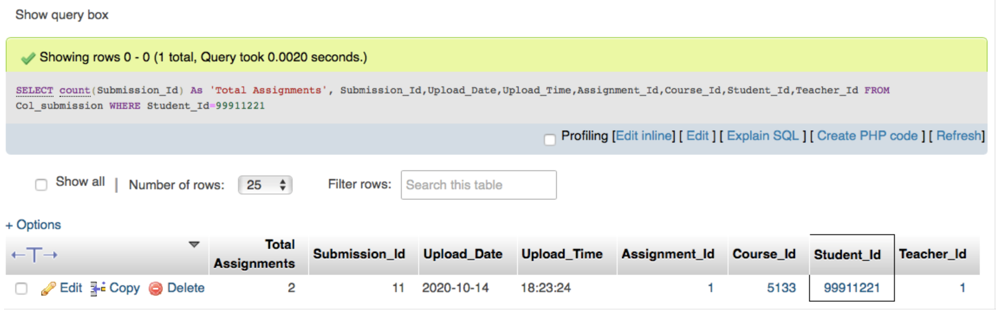 Show query box
Showing rows 0 - 0 (1 total, Query took 0.0020 seconds.)
SELECT count(Submission_Id) As 'Total Assignments', Submission_Id,Upload_Date,Upload_Time,Assignment_Id,Course_Id,Student_Id,Teacher_Id FROM
Col_submission WHERE Student_Id=99911221
Profiling [Edit inline] [ Edit ] [ Explain SQL ] [ Create PHP code ] [ Refresh]
Show all | Number of rows: 25 Filter rows: Search this table
+ Options
Total Assignments Submission_Id Upload_Date Upload_Time Assignment_Id Course_Id Student_Id Teacher_Id
Edit Copy Delete 2 11 2020-10-14 18:23:24 1 5133 99911221 1